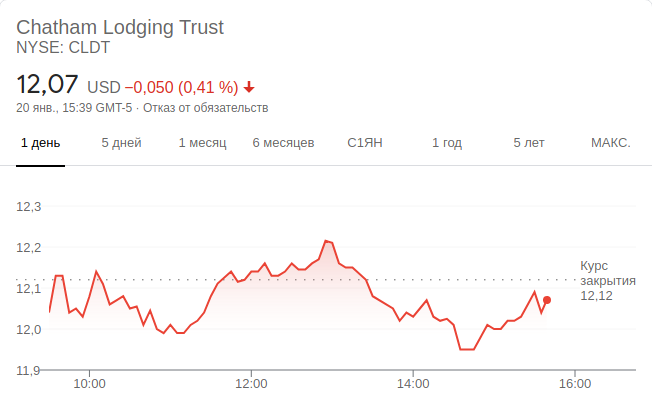 Chatham Lodging Trust
NYSE: CLDT
12,07 USD −0,050 (0,41 %)
20 янв., 15:39 GMT-5 · Отказ от обязательств
1 день 5 дней 1 месяц 6 месяцев С1ЯН 1 год 5 лет МАКС.
12,3
12,2
Курс
закрытия
12,12
12,1
12,0
11,9
10:00 12:00 14:00 16:00